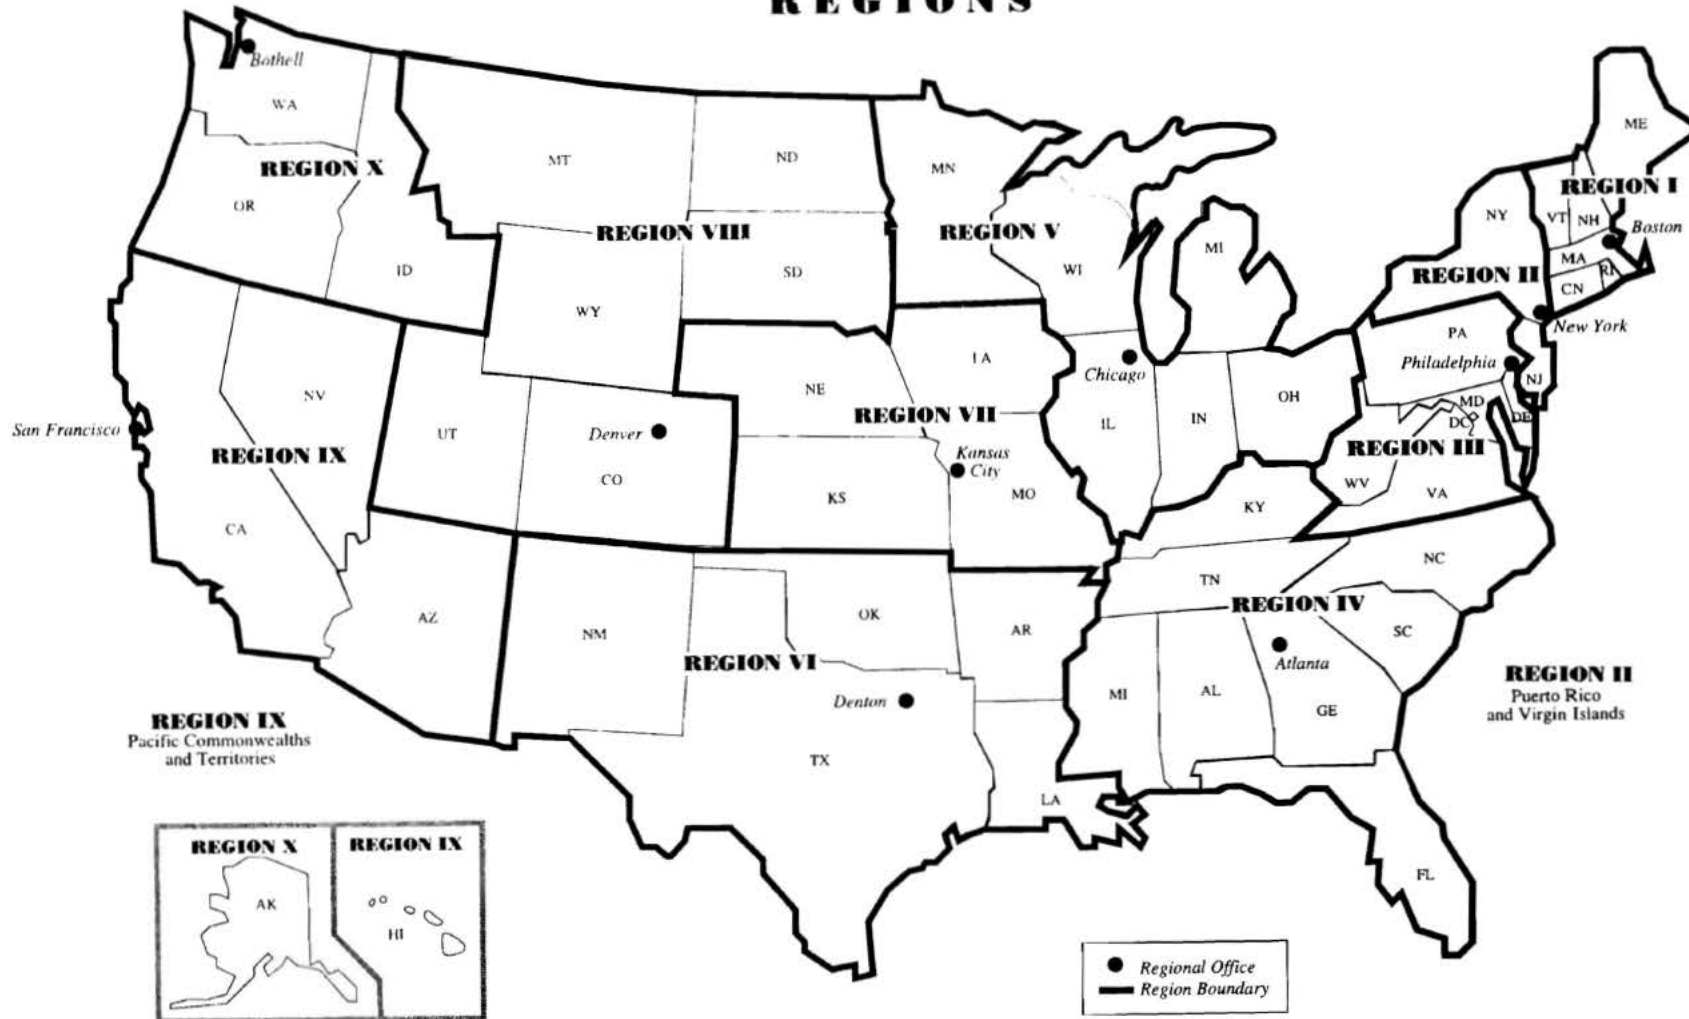 REGIONS
Bothell
WA
REGION X
OR
ID
MT
ND
REGION VIII
SD
WY
MN
REGION V
WI
MI
ME
REGION I
NY
VT
NH
Boston
MA
RI
CN
REGION II
New York
PA
Philadelphia
NJ
MD
DC
DE
REGION III
WV
VA
NV
San Francisco
REGION IX
CA
UT
Denver
CO
NE
IA
REGION VII
Kansas
City
KS
MO
Chicago
IL
IN
OH
KY
TN
NC
REGION IV
SC
Atlanta
MI
AL
GE
FL
AZ
NM
OK
AR
REGION VI
Denton
TX
LA
REGION II
Puerto Rico
and Virgin Islands
REGION IX
Pacific Commonwealths
and Territories
REGION X
AK
REGION IX
HI
Regional Office
Region Boundary